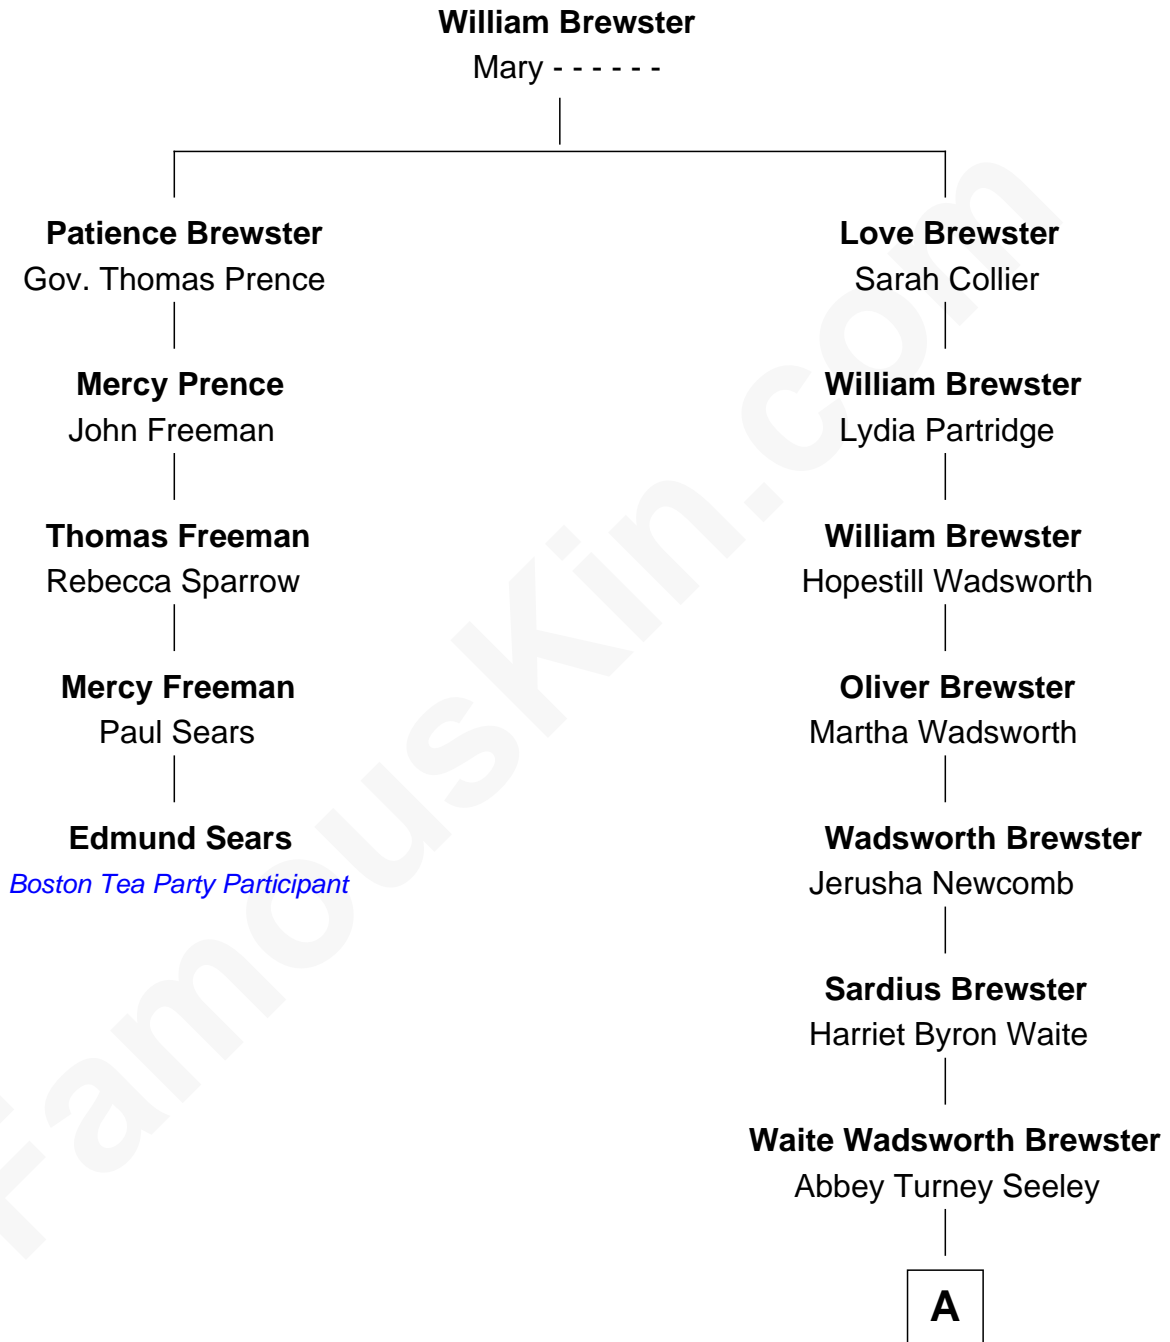 William Brewster
Mary - - - - - -
Patience Brewster
Gov. Thomas Prence
Love Brewster
Sarah Collier
Mercy Prence
John Freeman
William Brewster
Lydia Partridge
Thomas Freeman
Rebecca Sparrow
William Brewster
Hopestill Wadsworth
Mercy Freeman
Paul Sears
Oliver Brewster
Martha Wadsworth
Edmund Sears
Boston Tea Party Participant
Wadsworth Brewster
Jerusha Newcomb
Sardius Brewster
Harriet Byron Waite
Waite Wadsworth Brewster
Abbey Turney Seeley
A
FamousKin.com